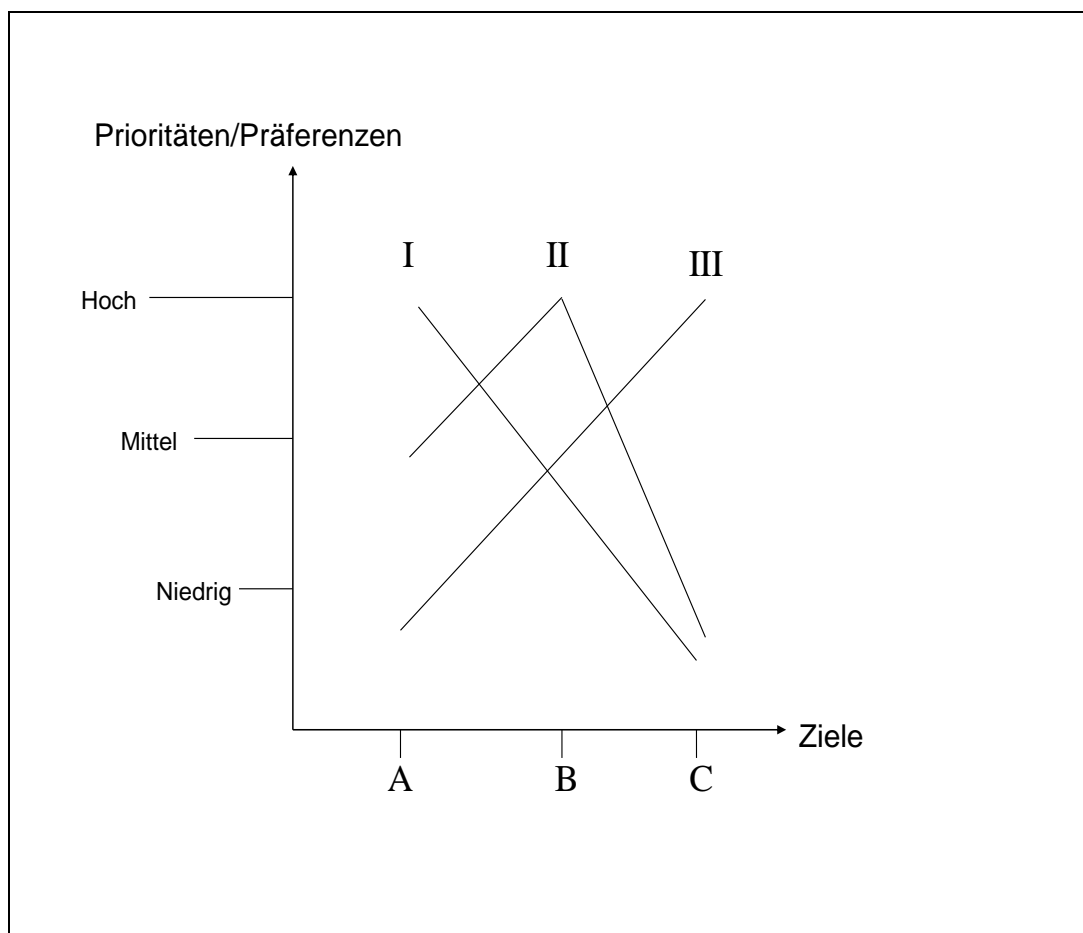 Prioritäten/Präferenzen
I
II
III
Hoch
Mittel
Niedrig
Ziele
A
B
C